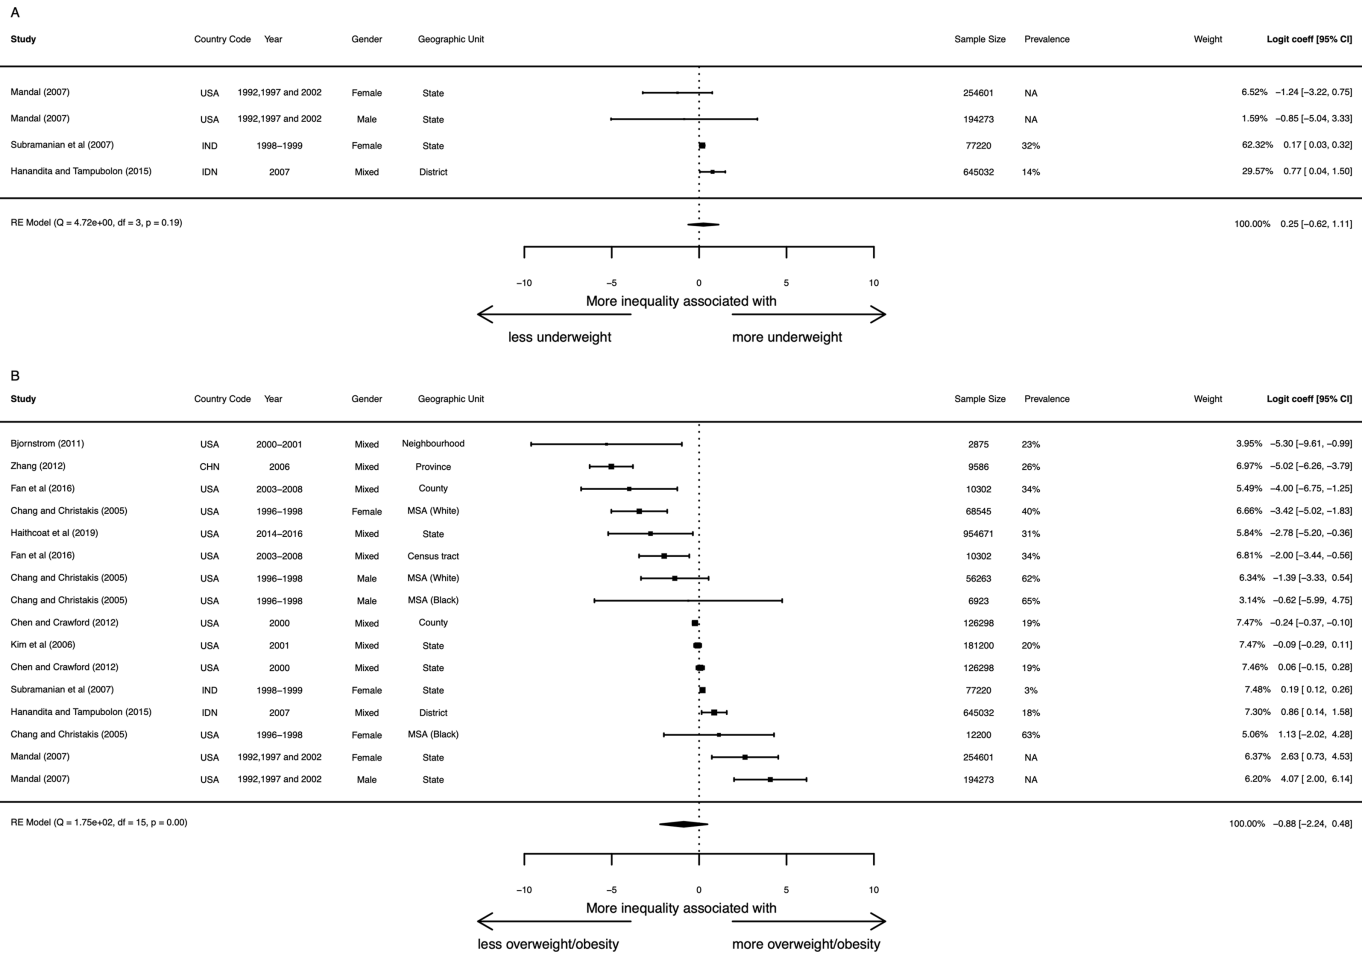 A
Study Country Code Year Gender Geographic Unit Sample Size Prevalence Weight Logit coeff [95% CI]
Mandal (2007) USA 1992,1997 and 2002 Female State 254601 NA 6.52% −1.24 [−3.22, 0.75]
Mandal (2007) USA 1992,1997 and 2002 Male State 194273 NA 1.59% −0.85 [−5.04, 3.33]
Subramanian et al (2007) IND 1998−1999 Female State 77220 32% 62.32% 0.17 [ 0.03, 0.32]
Hanandita and Tampubolon (2015) IDN 2007 Mixed District 645032 14% 29.57% 0.77 [ 0.04, 1.50]
RE Model (Q = 4.72e+00, df = 3, p = 0.19) 100.00% 0.25 [−0.62, 1.11]
−10 −5 0 5 10
More inequality associated with
less underweight more underweight
B
Study Country Code Year Gender Geographic Unit Sample Size Prevalence Weight Logit coeff [95% CI]
Bjornstrom (2011) USA 2000−2001 Mixed Neighbourhood 2875 23% 3.95% −5.30 [−9.61, −0.99]
Zhang (2012) CHN 2006 Mixed Province 9586 26% 6.97% −5.02 [−6.26, −3.79]
Fan et al (2016) USA 2003−2008 Mixed County 10302 34% 5.49% −4.00 [−6.75, −1.25]
Chang and Christakis (2005) USA 1996−1998 Female MSA (White) 68545 40% 6.66% −3.42 [−5.02, −1.83]
Haithcoat et al (2019) USA 2014−2016 Mixed State 954671 31% 5.84% −2.78 [−5.20, −0.36]
Fan et al (2016) USA 2003−2008 Mixed Census tract 10302 34% 6.81% −2.00 [−3.44, −0.56]
Chang and Christakis (2005) USA 1996−1998 Male MSA (White) 56263 62% 6.34% −1.39 [−3.33, 0.54]
Chang and Christakis (2005) USA 1996−1998 Male MSA (Black) 6923 65% 3.14% −0.62 [−5.99, 4.75]
Chen and Crawford (2012) USA 2000 Mixed County 126298 19% 7.47% −0.24 [−0.37, −0.10]
Kim et al (2006) USA 2001 Mixed State 181200 20% 7.47% −0.09 [−0.29, 0.11]
Chen and Crawford (2012) USA 2000 Mixed State 126298 19% 7.46% 0.06 [−0.15, 0.28]
Subramanian et al (2007) IND 1998−1999 Female State 77220 3% 7.48% 0.19 [ 0.12, 0.26]
Hanandita and Tampubolon (2015) IDN 2007 Mixed District 645032 18% 7.30% 0.86 [ 0.14, 1.58]
Chang and Christakis (2005) USA 1996−1998 Female MSA (Black) 12200 63% 5.06% 1.13 [−2.02, 4.28]
Mandal (2007) USA 1992,1997 and 2002 Female State 254601 NA 6.37% 2.63 [ 0.73, 4.53]
Mandal (2007) USA 1992,1997 and 2002 Male State 194273 NA 6.20% 4.07 [ 2.00, 6.14]
RE Model (Q = 1.75e+02, df = 15, p = 0.00) 100.00% −0.88 [−2.24, 0.48]
−10 −5 0 5 10
More inequality associated with
less overweight/obesity more overweight/obesity